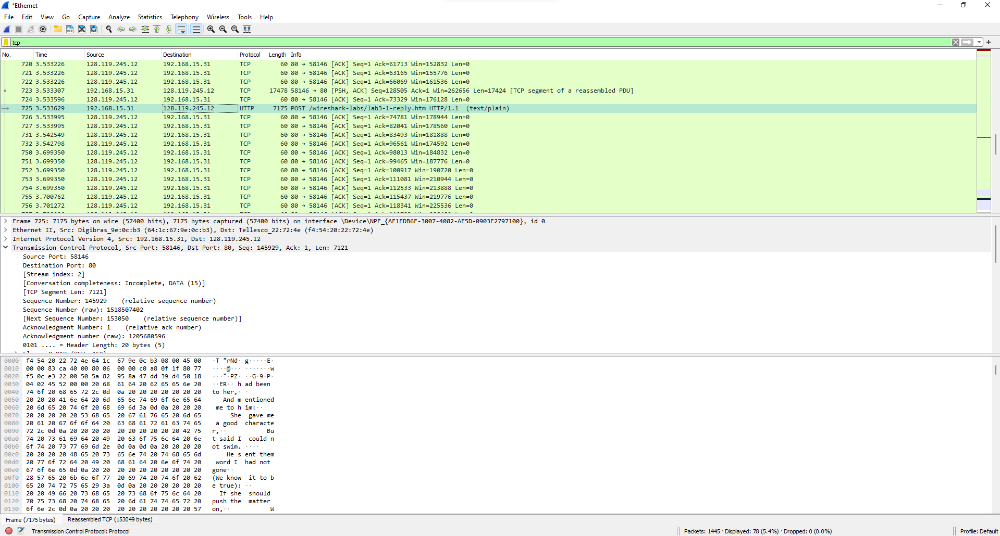 *Ethernet
File Edit View Go Capture Analyze Statistics Telephony Wireless Tools Help
tcp
No. Time Source Destination Protocol Length Info
720 3.533226 128.119.245.12 192.168.15.31 TCP 60 80 → 58146 [ACK] Seq=1 Ack=61713 Win=152832 Len=0
721 3.533226 128.119.245.12 192.168.15.31 TCP 60 80 → 58146 [ACK] Seq=1 Ack=63165 Win=155776 Len=0
722 3.533226 128.119.245.12 192.168.15.31 TCP 60 80 → 58146 [ACK] Seq=1 Ack=66069 Win=161536 Len=0
723 3.533307 192.168.15.31 128.119.245.12 TCP 17478 58146 → 80 [PSH, ACK] Seq=128505 Ack=1 Win=262656 Len=17424 [TCP segment of a reassembled PDU]
724 3.533596 128.119.245.12 192.168.15.31 TCP 60 80 → 58146 [ACK] Seq=1 Ack=73329 Win=176128 Len=0
725 3.533629 192.168.15.31 128.119.245.12 HTTP 7175 POST /wireshark-labs/lab3-1-reply.htm HTTP/1.1 (text/plain)
726 3.533995 128.119.245.12 192.168.15.31 TCP 60 80 → 58146 [ACK] Seq=1 Ack=74781 Win=178944 Len=0
727 3.533995 128.119.245.12 192.168.15.31 TCP 60 80 → 58146 [ACK] Seq=1 Ack=82041 Win=178560 Len=0
731 3.542549 128.119.245.12 192.168.15.31 TCP 60 80 → 58146 [ACK] Seq=1 Ack=83493 Win=181888 Len=0
732 3.542798 128.119.245.12 192.168.15.31 TCP 60 80 → 58146 [ACK] Seq=1 Ack=96561 Win=174592 Len=0
750 3.699350 128.119.245.12 192.168.15.31 TCP 60 80 → 58146 [ACK] Seq=1 Ack=98013 Win=184832 Len=0
751 3.699350 128.119.245.12 192.168.15.31 TCP 60 80 → 58146 [ACK] Seq=1 Ack=99465 Win=187776 Len=0
752 3.699350 128.119.245.12 192.168.15.31 TCP 60 80 → 58146 [ACK] Seq=1 Ack=100917 Win=190720 Len=0
753 3.699350 128.119.245.12 192.168.15.31 TCP 60 80 → 58146 [ACK] Seq=1 Ack=111081 Win=210944 Len=0
754 3.699350 128.119.245.12 192.168.15.31 TCP 60 80 → 58146 [ACK] Seq=1 Ack=112533 Win=213888 Len=0
755 3.700762 128.119.245.12 192.168.15.31 TCP 60 80 → 58146 [ACK] Seq=1 Ack=115437 Win=219776 Len=0
756 3.701272 128.119.245.12 192.168.15.31 TCP 60 80 → 58146 [ACK] Seq=1 Ack=118341 Win=225536 Len=0
Frame 725: 7175 bytes on wire (57400 bits), 7175 bytes captured (57400 bits) on interface \Device\NPF_{AF1FDB6F-3007-4082-AE5D-0903E2797100}, id 0
Ethernet II, Src: Digibras_9e:0c:b3 (64:1c:67:9e:0c:b3), Dst: Tellesco_22:72:4e (f4:54:20:22:72:4e)
Internet Protocol Version 4, Src: 192.168.15.31, Dst: 128.119.245.12
Transmission Control Protocol, Src Port: 58146, Dst Port: 80, Seq: 145929, Ack: 1, Len: 7121
Source Port: 58146
Destination Port: 80
[Stream index: 2]
[Conversation completeness: Incomplete, DATA (15)]
[TCP Segment Len: 7121]
Sequence Number: 145929 (relative sequence number)
Sequence Number (raw): 1518507402
[Next Sequence Number: 153050 (relative sequence number)]
Acknowledgment Number: 1 (relative ack number)
Acknowledgment number (raw): 1205680596
0101 .... = Header Length: 20 bytes (5)
0000 f4 54 20 22 72 4e 64 1c 67 9e 0c b3 08 00 45 00 ·T "rNd· g·····E·
0010 00 00 83 ca 40 00 80 06 00 00 c0 a8 0f 1f 80 77 ····@··· ·······w
0020 f5 0c e3 22 00 50 5a 82 95 8a 47 dd 39 d4 50 18 ···"·PZ· ··G·9·P·
0030 04 02 45 52 00 00 20 68 61 64 20 62 65 65 6e 20 ··ER·· h ad been
0040 74 6f 20 68 65 72 2c 0d 0a 20 20 20 20 20 20 20 to her,· ·
0050 20 20 20 41 6e 64 20 6d 65 6e 74 69 6f 6e 65 64 And m entioned
0060 20 6d 65 20 74 6f 20 68 69 6d 3a 0d 0a 20 20 20 me to h im:··
0070 20 20 20 20 20 53 68 65 20 67 61 76 65 20 6d 65 She gave me
0080 20 61 20 67 6f 6f 64 20 63 68 61 72 61 63 74 65 a good characte
0090 72 2c 0d 0a 20 20 20 20 20 20 20 20 20 20 42 75 r,·· Bu
00a0 74 20 73 61 69 64 20 49 20 63 6f 75 6c 64 20 6e t said I could n
00b0 6f 74 20 73 77 69 6d 2e 0d 0a 0d 0a 20 20 20 20 ot swim. ····
00c0 20 20 20 20 48 65 20 73 65 6e 74 20 74 68 65 6d He s ent them
00d0 20 77 6f 72 64 20 49 20 68 61 64 20 6e 6f 74 20 word I had not
00e0 67 6f 6e 65 0d 0a 20 20 20 20 20 20 20 20 20 20 gone··
00f0 28 57 65 20 6b 6e 6f 77 20 69 74 20 74 6f 20 62 (We know it to b
0100 65 20 74 72 75 65 29 3a 0d 0a 20 20 20 20 20 20 e true): ··
0110 20 20 49 66 20 73 68 65 20 73 68 6f 75 6c 64 20 If she should
0120 70 75 73 68 20 74 68 65 20 6d 61 74 74 65 72 20 push the matter
0130 6f 6e 2c 0d 0a 20 20 20 20 20 20 20 20 20 20 57 on,·· W
Frame (7175 bytes) Reassembled TCP (153049 bytes)
Transmission Control Protocol: Protocol Packets: 1445 · Displayed: 78 (5.4%) · Dropped: 0 (0.0%) Profile: Default